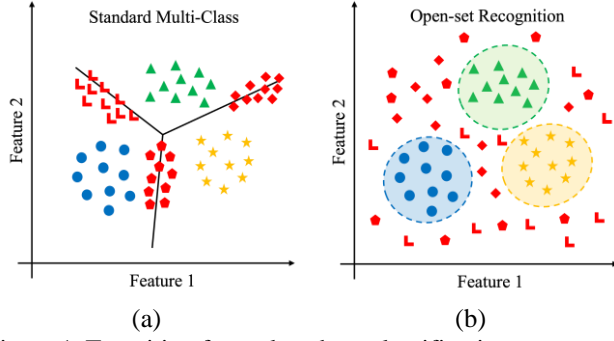 Standard Multi-Class
Feature 2
Feature 1
(a)
Open-set Recognition
Feature 2
Feature 1
(b)